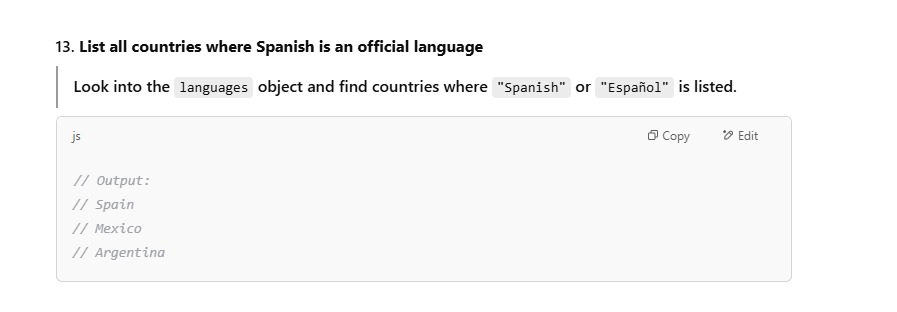 13. List all countries where Spanish is an official language
Look into the languages object and find countries where "Spanish" or "Español" is listed.
js
Copy
Edit
// Output:
// Spain
// Mexico
// Argentina